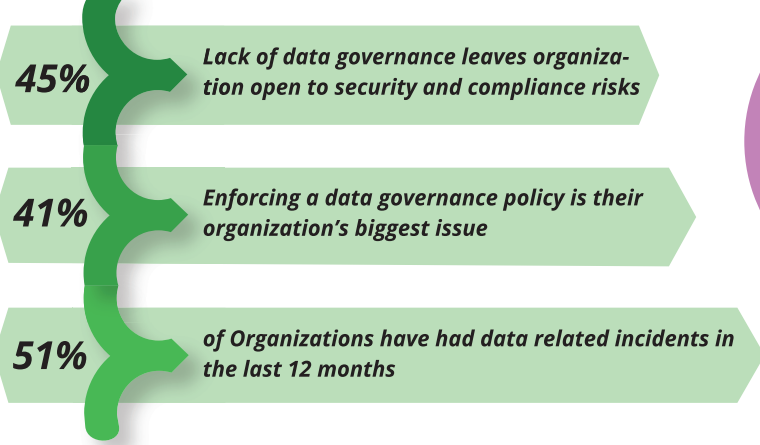 45%
Lack of data governance leaves organiza-
tion open to security and compliance risks
41%
Enforcing a data governance policy is their
organization’s biggest issue
51%
of Organizations have had data related incidents in
the last 12 months